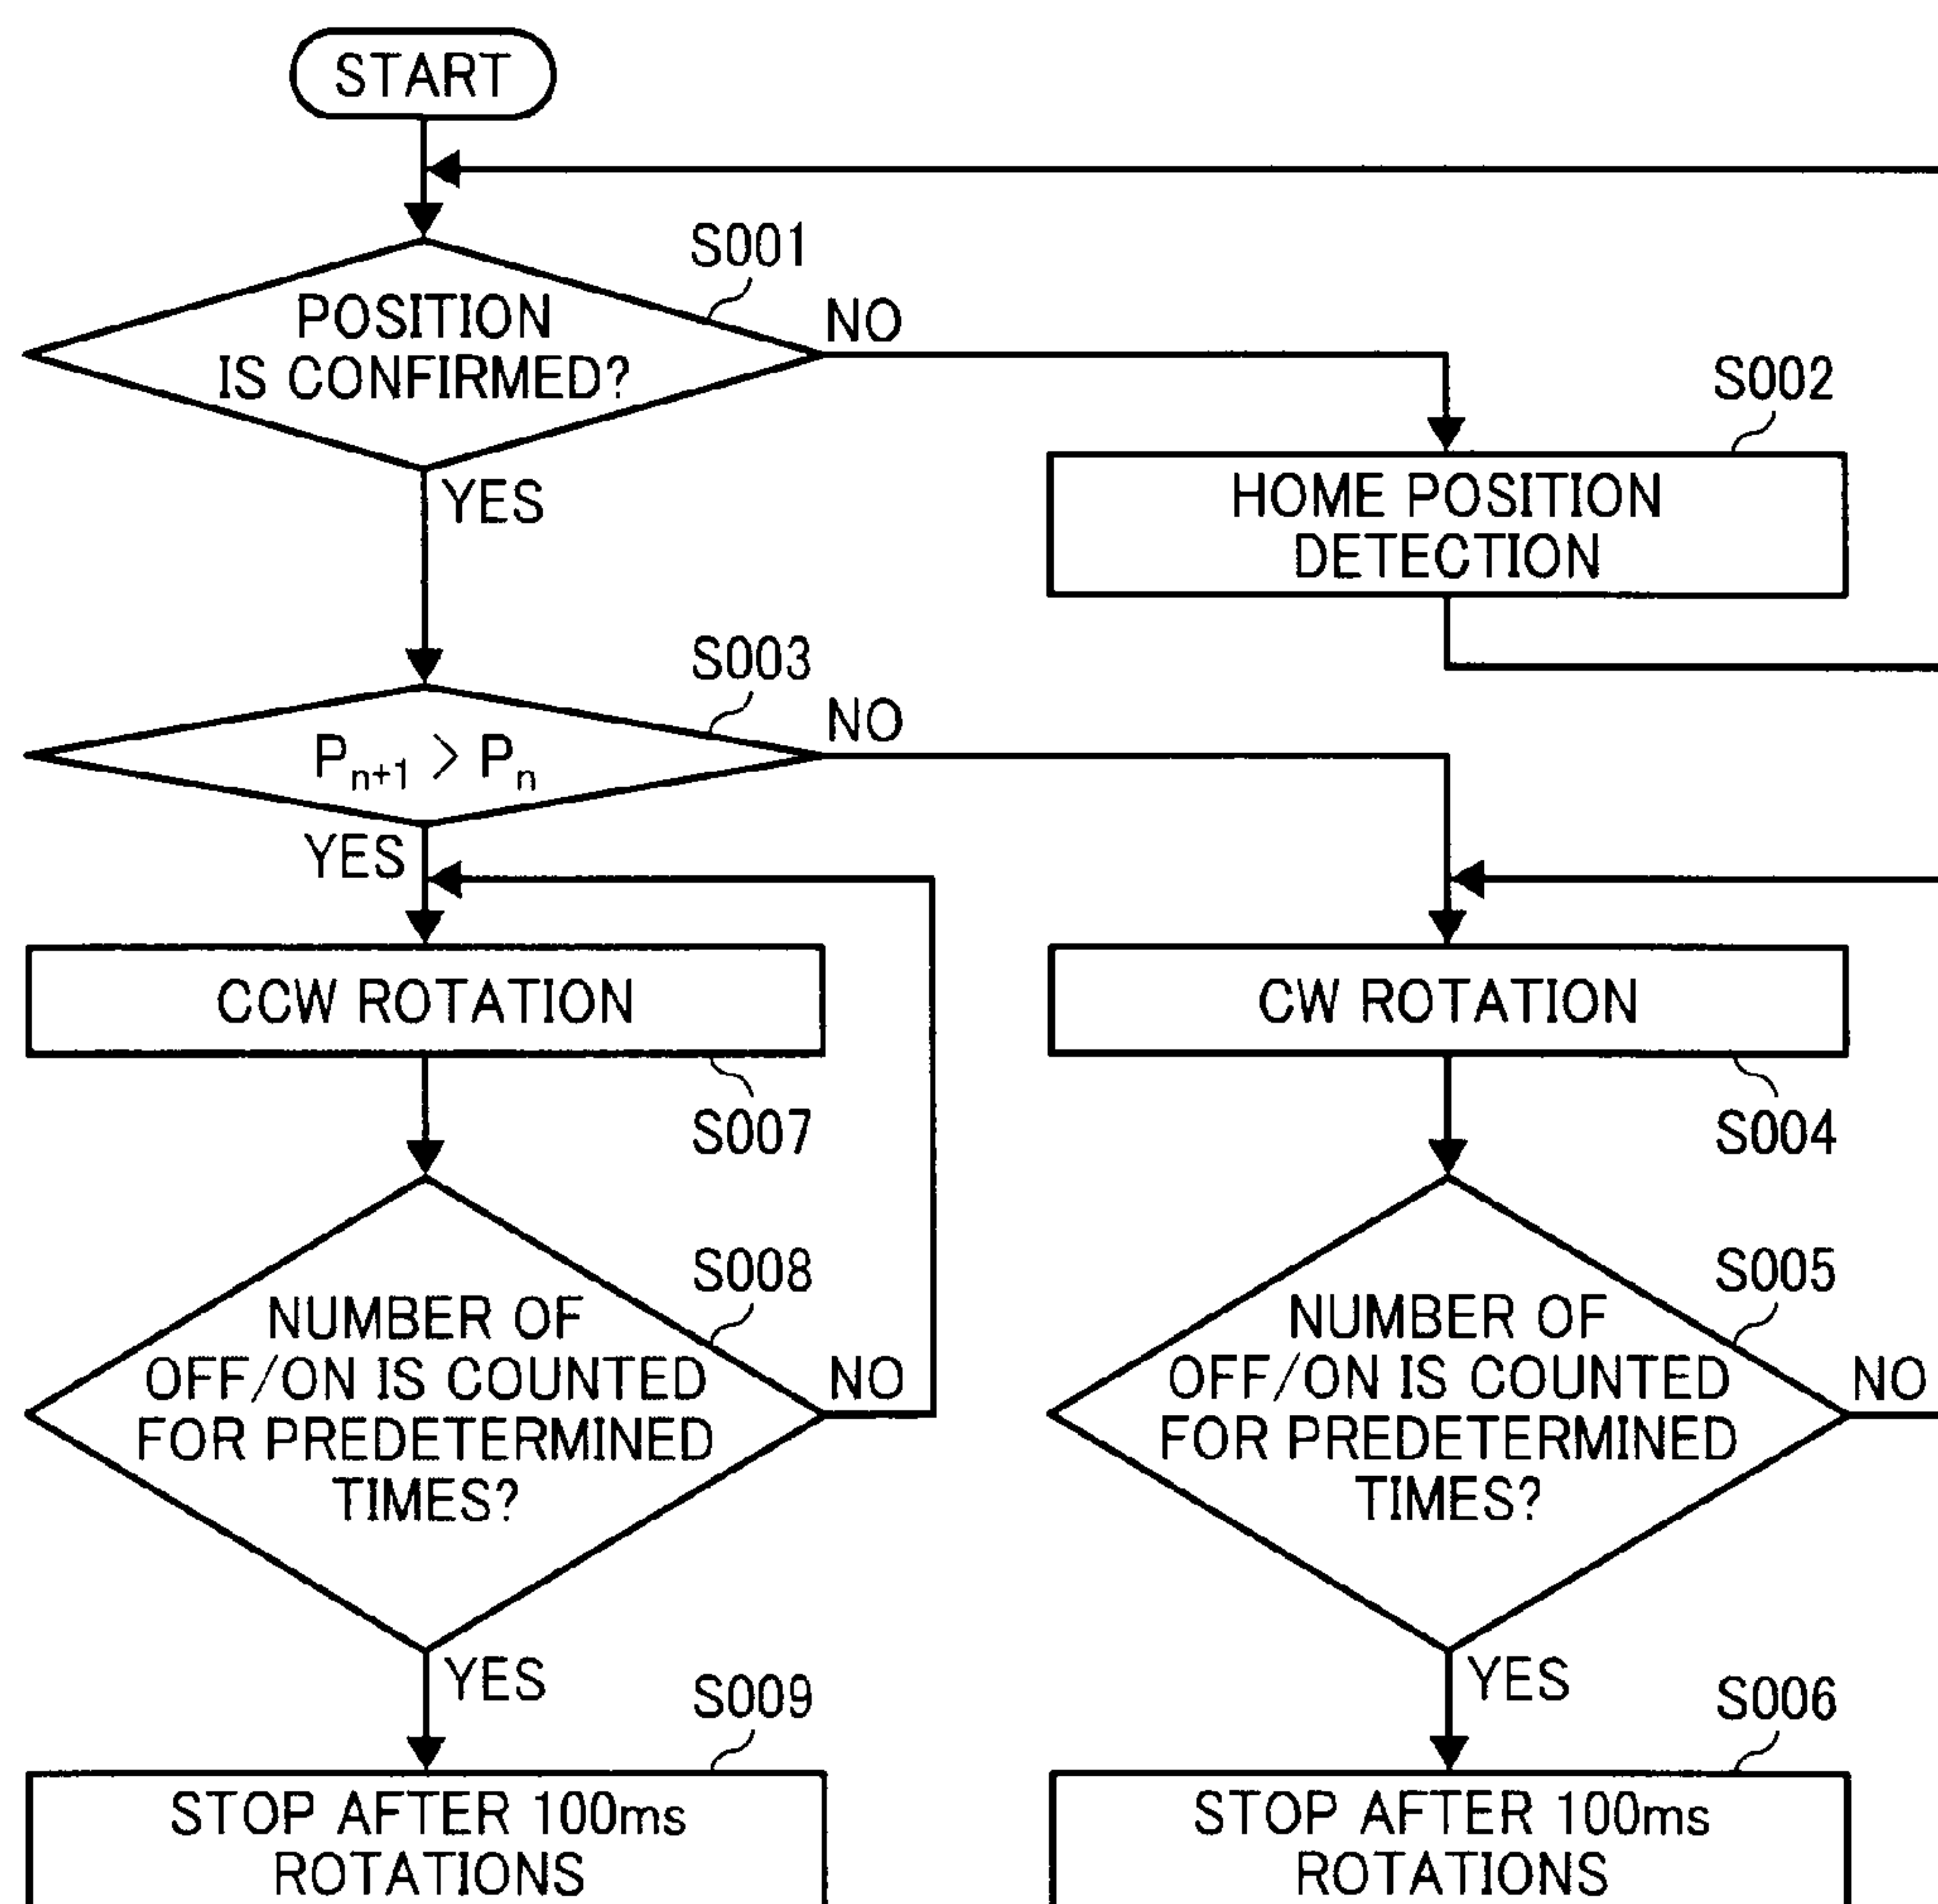 START
S001
POSITION
IS CONFIRMED?
NO
YES
S002
HOME POSITION
DETECTION
S003
Pn+1 > Pn
NO
YES
CCW ROTATION
S007
CW ROTATION
S004
S008
NUMBER OF
OFF/ON IS COUNTED
FOR PREDETERMINED
TIMES?
NO
YES
S005
NUMBER OF
OFF/ON IS COUNTED
FOR PREDETERMINED
TIMES?
NO
YES
S009
STOP AFTER 100ms
ROTATIONS
S006
STOP AFTER 100ms
ROTATIONS